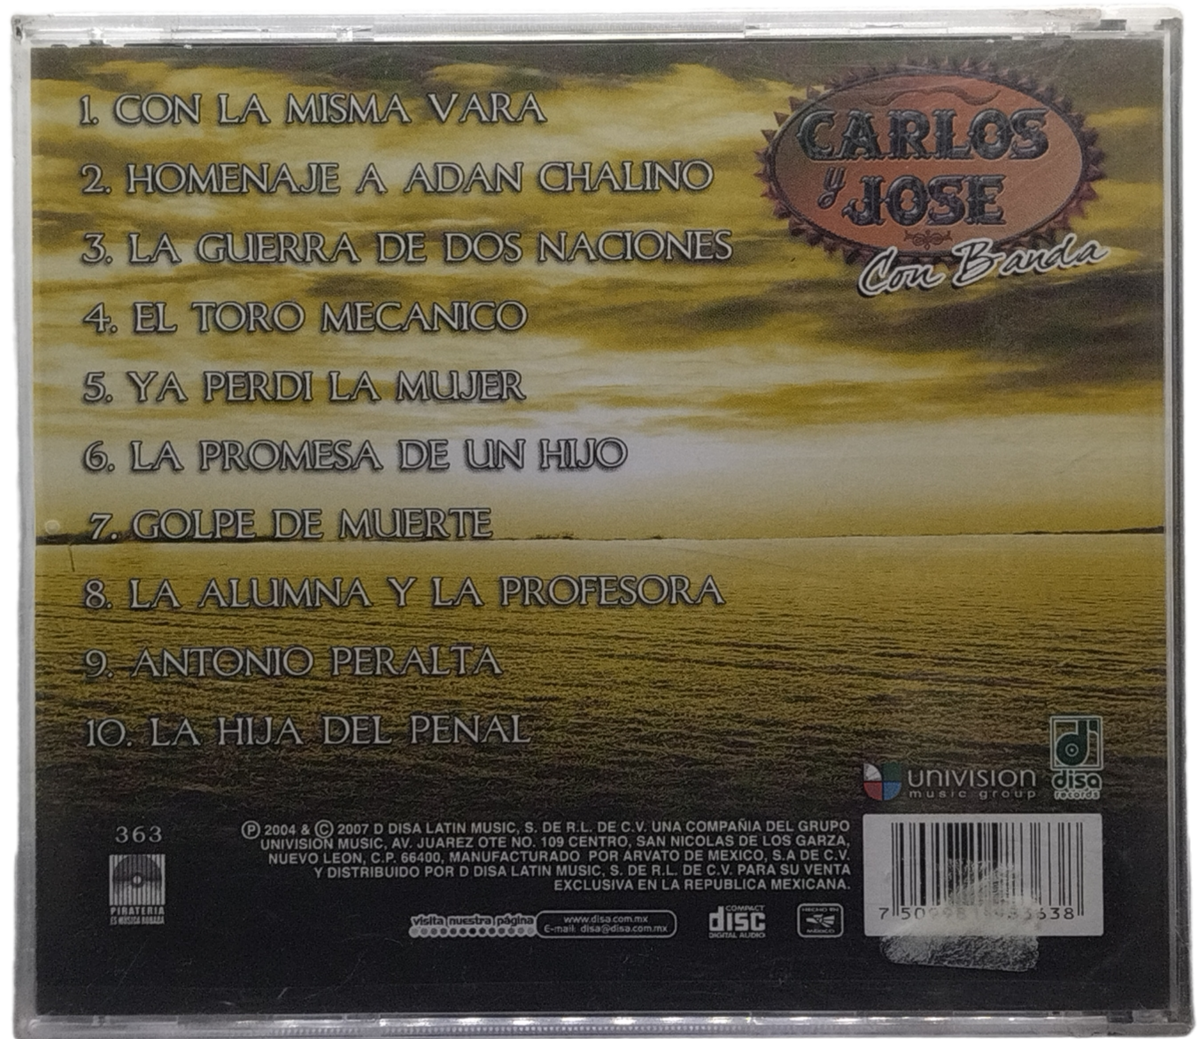 1. CON LA MISMA VARA
2. HOMENAJE A ADAN CHALINO
3. LA GUERRA DE DOS NACIONES
4. EL TORO MECANICO
5. YA PERDI LA MUJER
6. LA PROMESA DE UN HIJO
7. GOLPE DE MUERTE
8. LA ALUMNA Y LA PROFESORA
9. ANTONIO PERALTA
10. LA HIJA DEL PENAL
CARLOS
y JOSE
Con Banda
univision
music group
disa
records
363
PIRATERIA
ES MUSICA ROBADA
Ⓟ 2004 & Ⓒ 2007 D DISA LATIN MUSIC, S. DE R.L. DE C.V. UNA COMPAÑIA DEL GRUPO
UNIVISION MUSIC, AV. JUAREZ OTE NO. 109 CENTRO, SAN NICOLAS DE LOS GARZA,
NUEVO LEON, C.P. 66400, MANUFACTURADO POR ARVATO DE MEXICO, S.A DE C.V.
Y DISTRIBUIDO POR D DISA LATIN MUSIC, S. DE R.L. DE C.V. PARA SU VENTA
EXCLUSIVA EN LA REPUBLICA MEXICANA.
visita nuestra página
www.disa.com.mx
E-mail: disa@disa.com.mx
COMPACT
disc
DIGITAL AUDIO
HECHO EN
MEXICO